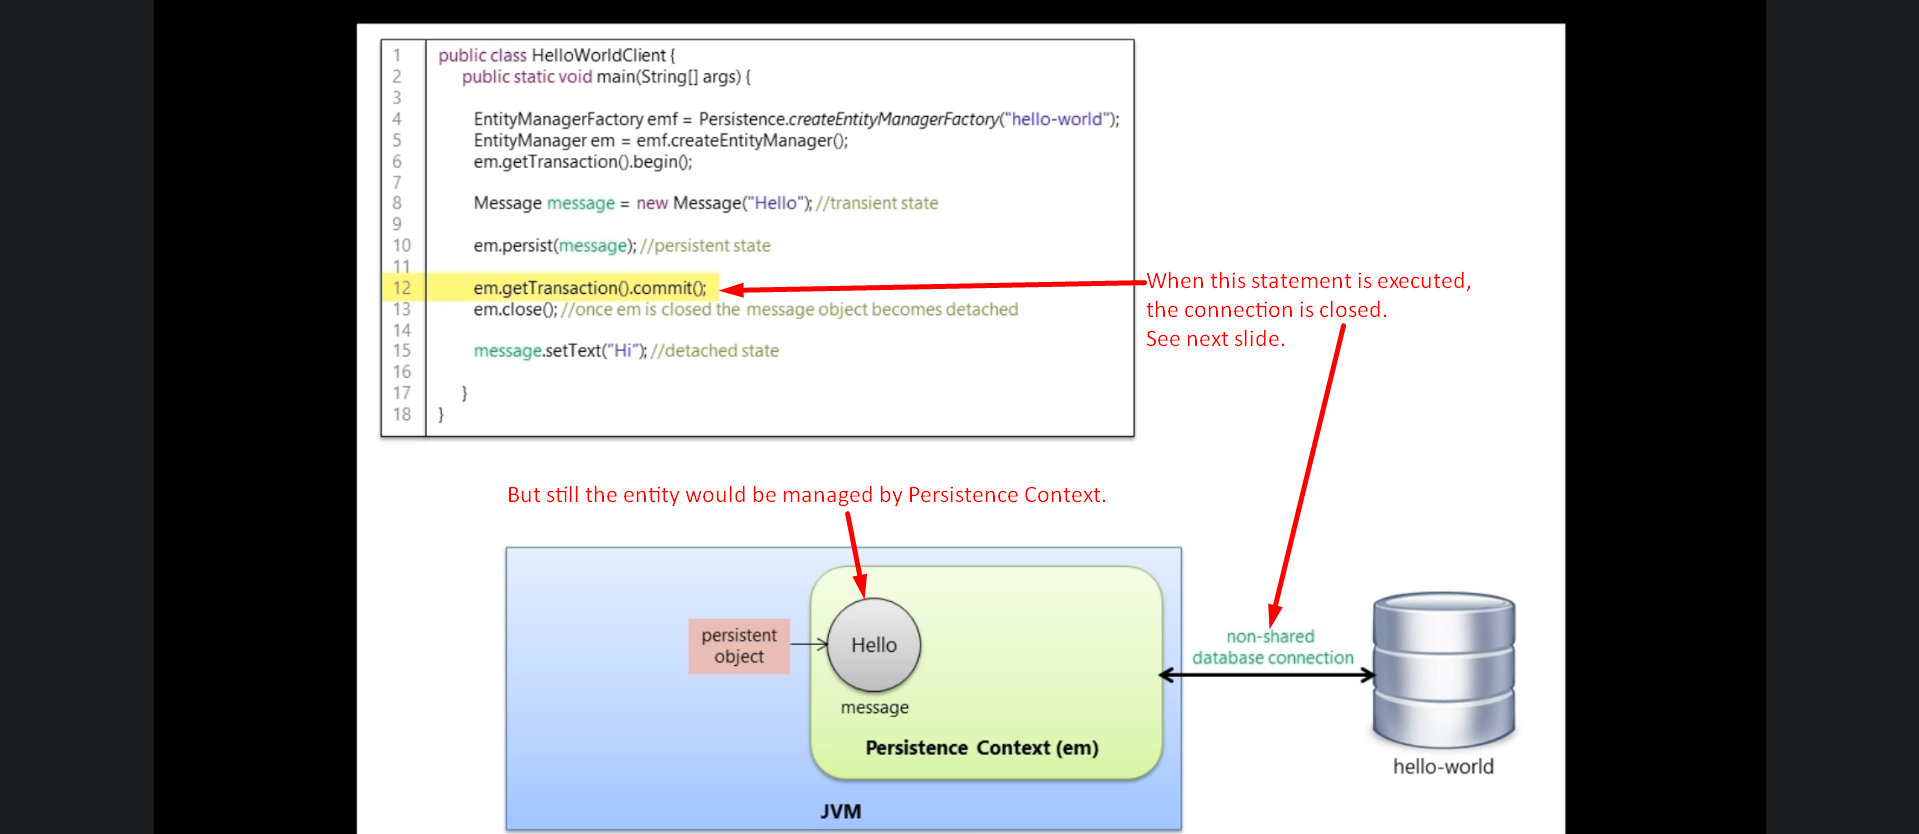 1 public class HelloWorldClient {
2 public static void main(String[] args) {
3
4 EntityManagerFactory emf = Persistence.createEntityManagerFactory("hello-world");
5 EntityManager em = emf.createEntityManager();
6 em.getTransaction().begin();
7
8 Message message = new Message("Hello"); //transient state
9
10 em.persist(message); //persistent state
11
12 em.getTransaction().commit();
13 em.close(); //once em is closed the message object becomes detached
14
15 message.setText("Hi"); //detached state
16
17 }
18 }
When this statement is executed,
the connection is closed.
See next slide.
But still the entity would be managed by Persistence Context.
persistent
object
Hello
message
Persistence Context (em)
JVM
non-shared
database connection
hello-world